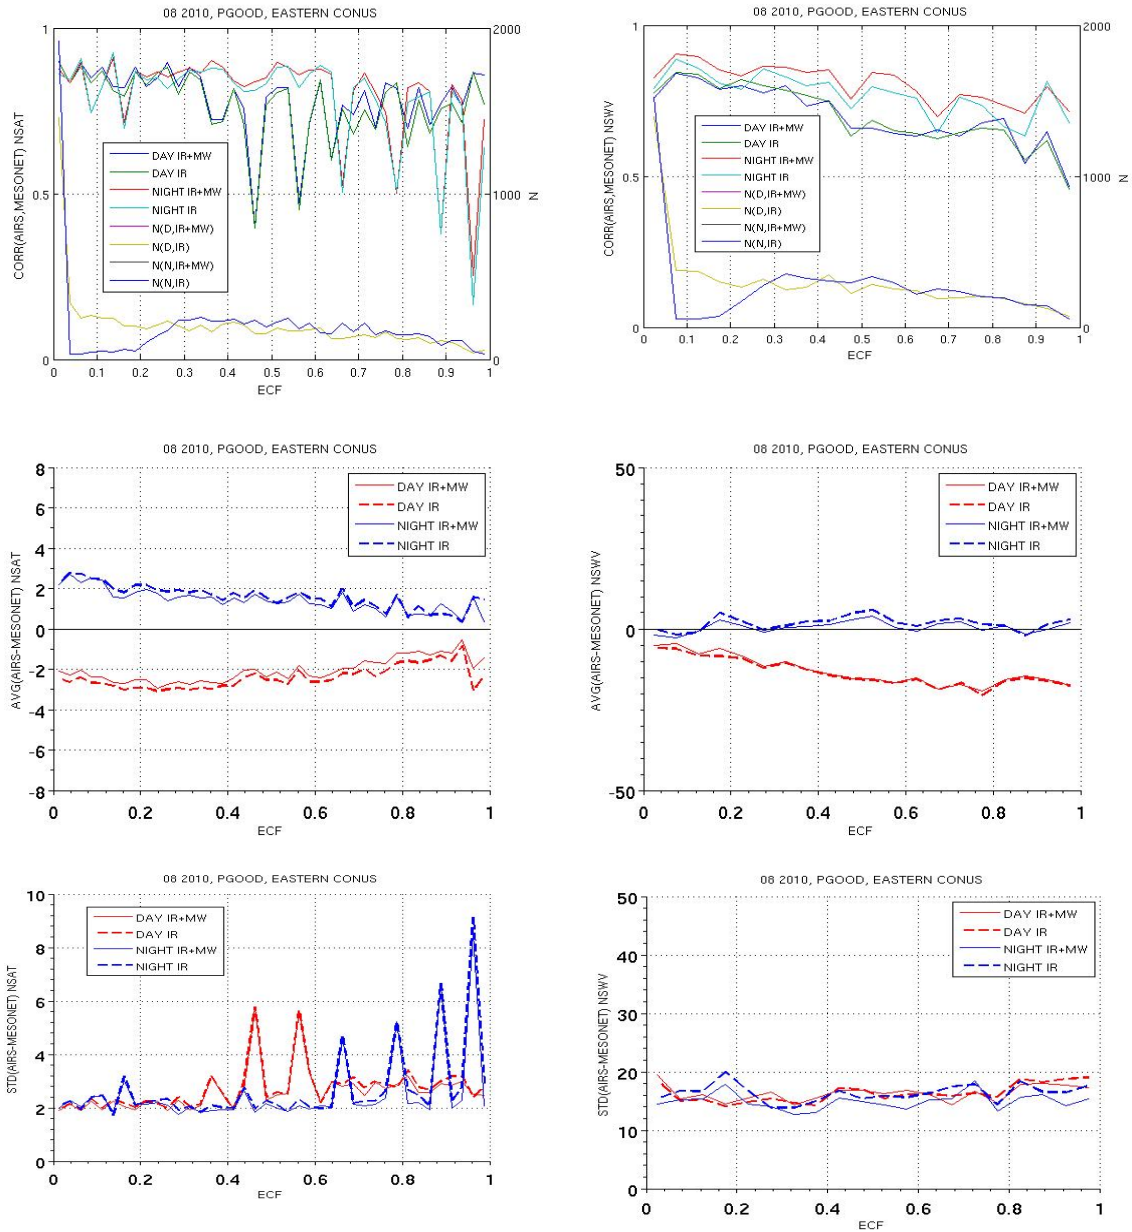 08 2010, PGOOD, EASTERN CONUS
CORR(AIRS,MESONET) NSAT
1
0.5
0
2000
1000
0
N
DAY IR+MW
DAY IR
NIGHT IR+MW
NIGHT IR
N(D,IR+MW)
N(D,IR)
N(N,IR+MW)
N(N,IR)
0 0.1 0.2 0.3 0.4 0.5 0.6 0.7 0.8 0.9 1
ECF
08 2010, PGOOD, EASTERN CONUS
CORR(AIRS,MESONET) NSWV
1
0.5
0
2000
1000
0
N
DAY IR+MW
DAY IR
NIGHT IR+MW
NIGHT IR
N(D,IR+MW)
N(D,IR)
N(N,IR+MW)
N(N,IR)
0 0.1 0.2 0.3 0.4 0.5 0.6 0.7 0.8 0.9 1
ECF
08 2010, PGOOD, EASTERN CONUS
AVG(AIRS-MESONET) NSAT
8
6
4
2
0
-2
-4
-6
-8
DAY IR+MW
DAY IR
NIGHT IR+MW
NIGHT IR
0 0.2 0.4 0.6 0.8 1
ECF
08 2010, PGOOD, EASTERN CONUS
AVG(AIRS-MESONET) NSWV
50
0
-50
DAY IR+MW
DAY IR
NIGHT IR+MW
NIGHT IR
0 0.2 0.4 0.6 0.8 1
ECF
08 2010, PGOOD, EASTERN CONUS
STD(AIRS-MESONET) NSAT
10
8
6
4
2
0
DAY IR+MW
DAY IR
NIGHT IR+MW
NIGHT IR
0 0.2 0.4 0.6 0.8 1
ECF
08 2010, PGOOD, EASTERN CONUS
STD(AIRS-MESONET) NSWV
50
40
30
20
10
0
DAY IR+MW
DAY IR
NIGHT IR+MW
NIGHT IR
0 0.2 0.4 0.6 0.8 1
ECF